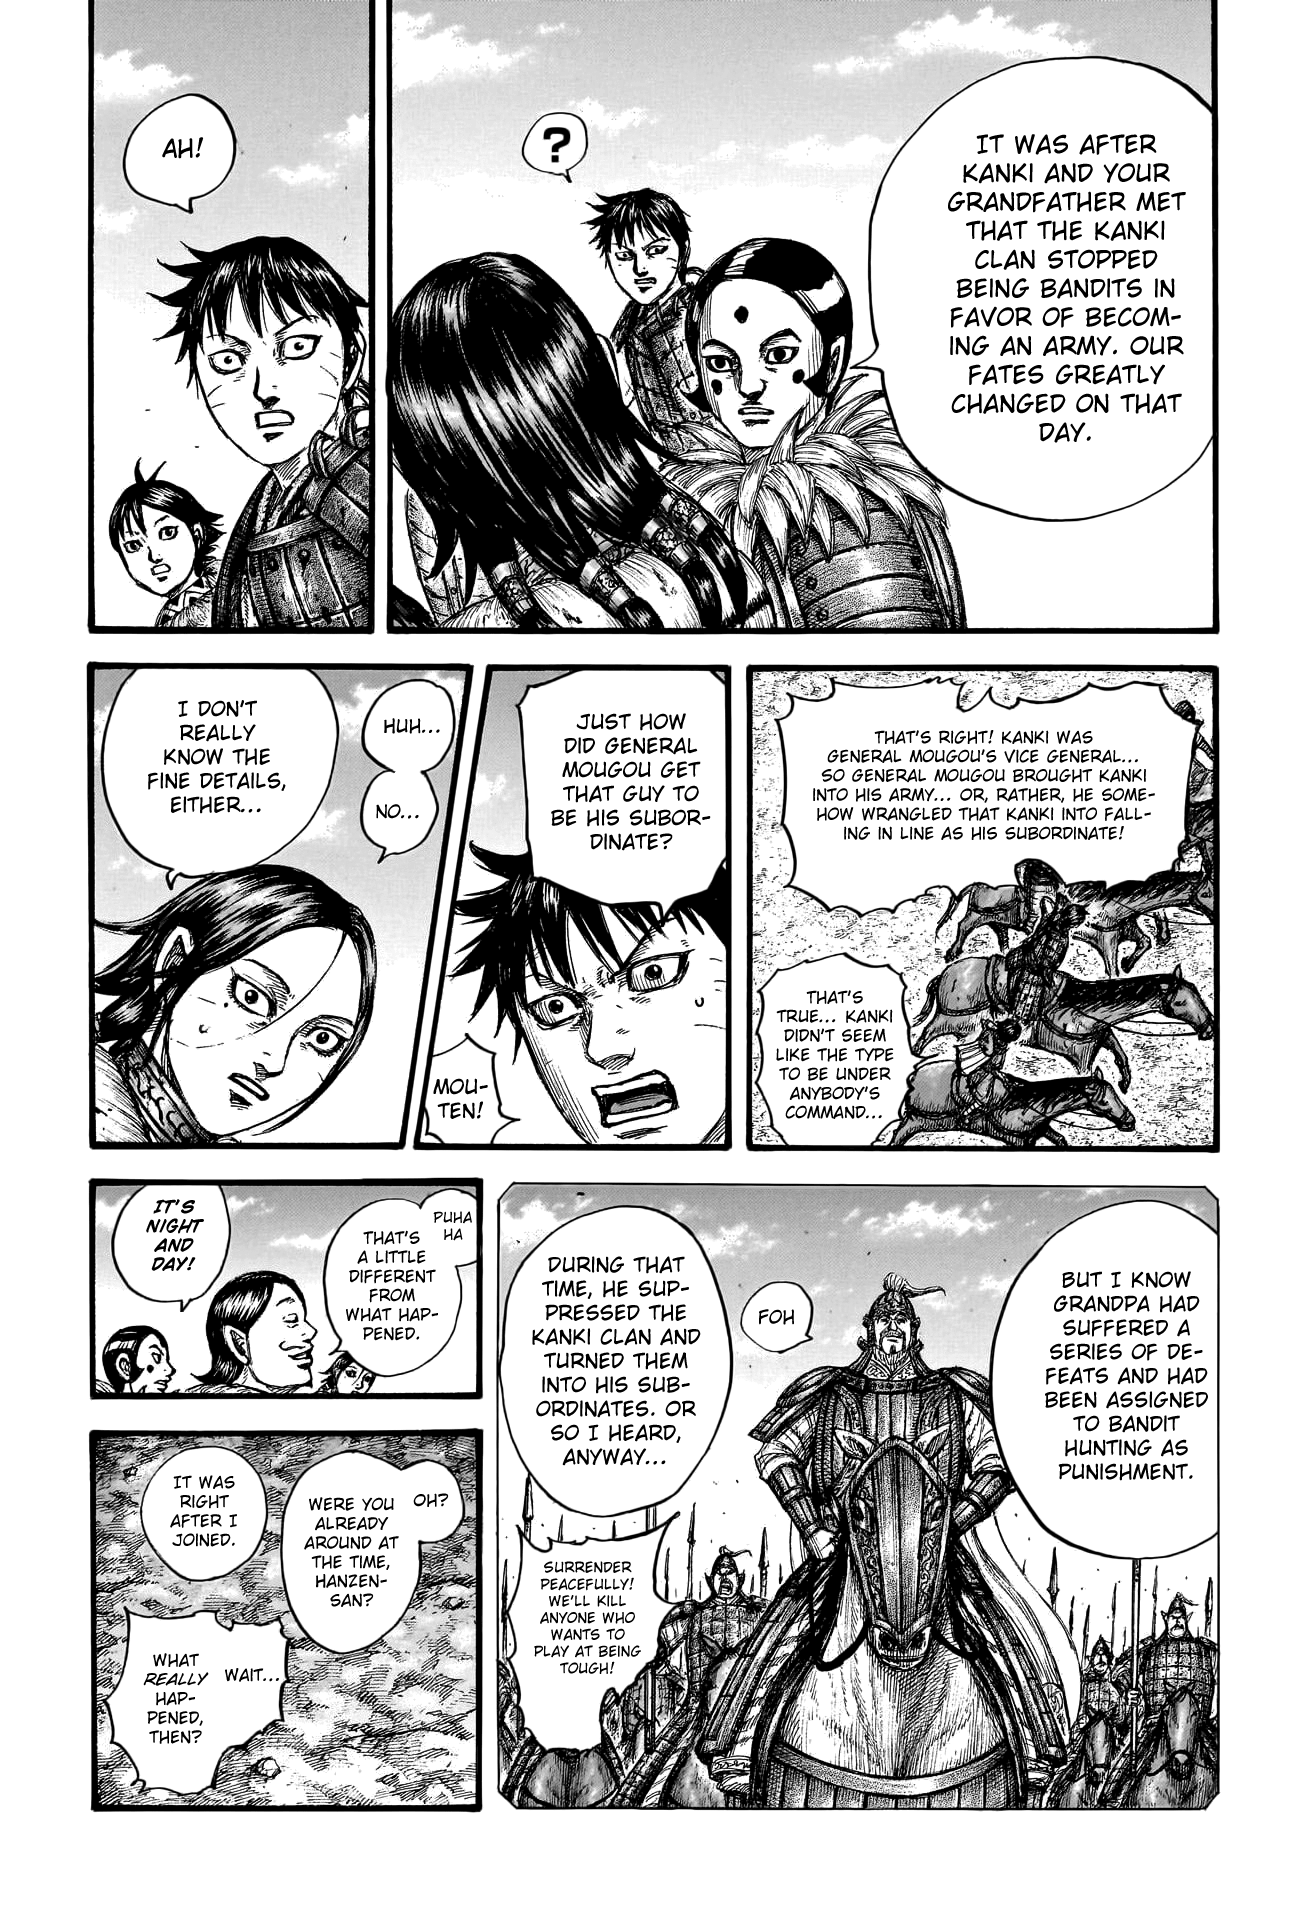 IT WAS AFTER
KANKI AND YOUR
GRANDFATHER MET
THAT THE KANKI
CLAN STOPPED
BEING BANDITS IN
FAVOR OF BECOM-
ING AN ARMY. OUR
FATES GREATLY
CHANGED ON THAT
DAY.
?
AH!
THAT'S RIGHT! KANKI WAS
GENERAL MOUGOU'S VICE GENERAL...
SO GENERAL MOUGOU BROUGHT KANKI
INTO HIS ARMY... OR, RATHER, HE SOME-
HOW WRANGLED THAT KANKI INTO FALL-
ING IN LINE AS HIS SUBORDINATE!
THAT'S
TRUE... KANKI
DIDN'T SEEM
LIKE THE TYPE
TO BE UNDER
ANYBODY'S
COMMAND...
JUST HOW
DID GENERAL
MOUGOU GET
THAT GUY TO
BE HIS SUBOR-
DINATE?
MOU-
TEN!
HUH...
NO...
I DON'T
REALLY
KNOW THE
FINE DETAILS,
EITHER...
BUT I KNOW
GRANDPA HAD
SUFFERED A
SERIES OF DE-
FEATS AND HAD
BEEN ASSIGNED
TO BANDIT
HUNTING AS
PUNISHMENT.
FOH
DURING THAT
TIME, HE SUP-
PRESSED THE
KANKI CLAN AND
TURNED THEM
INTO HIS SUB-
ORDINATES. OR
SO I HEARD,
ANYWAY...
SURRENDER
PEACEFULLY!
WE'LL KILL
ANYONE WHO
WANTS TO
PLAY AT BEING
TOUGH!
PUHA
HA
THAT'S
A LITTLE
DIFFERENT
FROM
WHAT HAP-
PENED.
IT'S
NIGHT
AND
DAY!
OH?
WERE YOU
ALREADY
AROUND AT
THE TIME,
HANZEN-
SAN?
IT WAS
RIGHT
AFTER I
JOINED.
WAIT...
WHAT
REALLY
HAP-
PENED,
THEN?